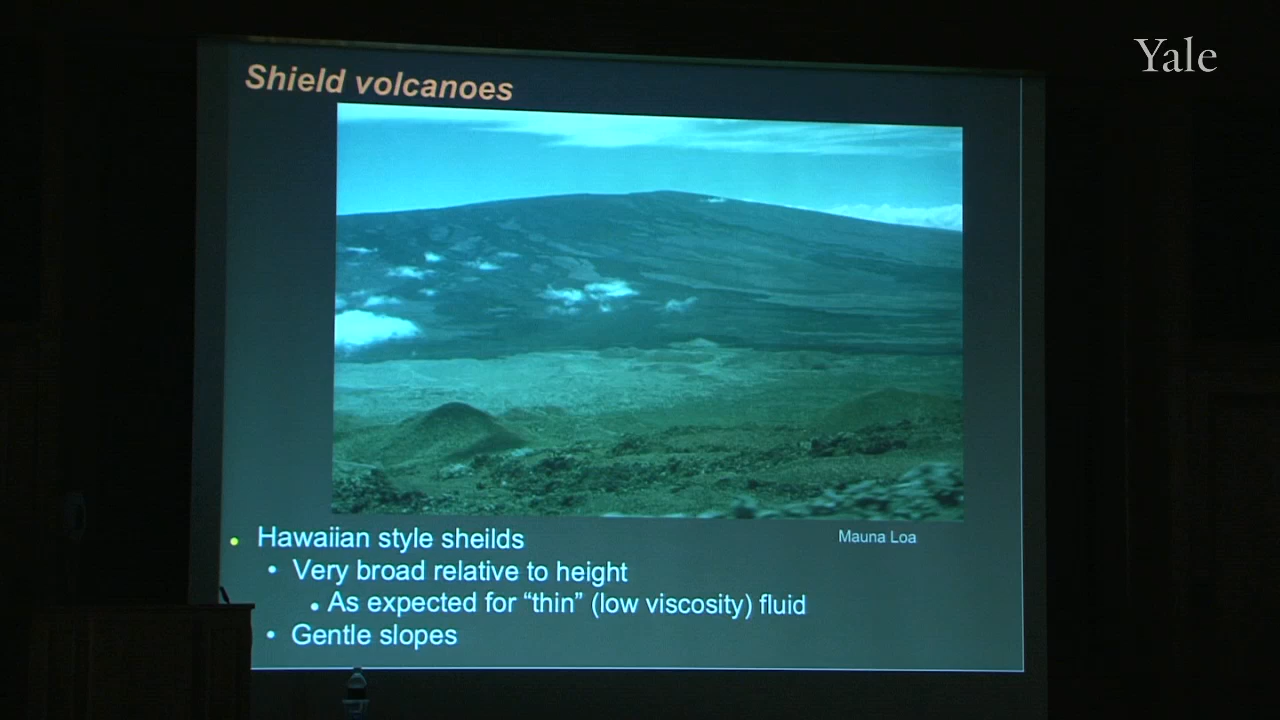 Yale
Shield volcanoes
Hawaiian style sheilds
Mauna Loa
• Very broad relative to height
• As expected for “thin” (low viscosity) fluid
• Gentle slopes